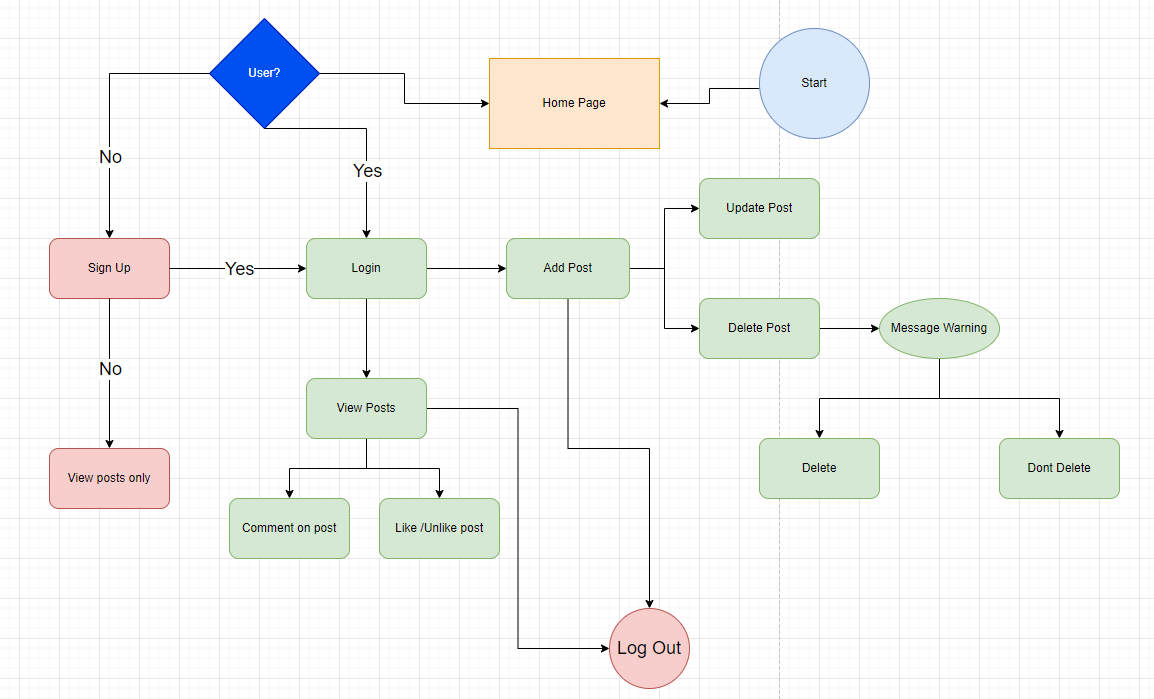 User?
Start
Home Page
No
Yes
Update Post
Sign Up
Yes
Login
Add Post
Delete Post
Message Warning
No
View Posts
View posts only
Delete
Dont Delete
Comment on post
Like /Unlike post
Log Out